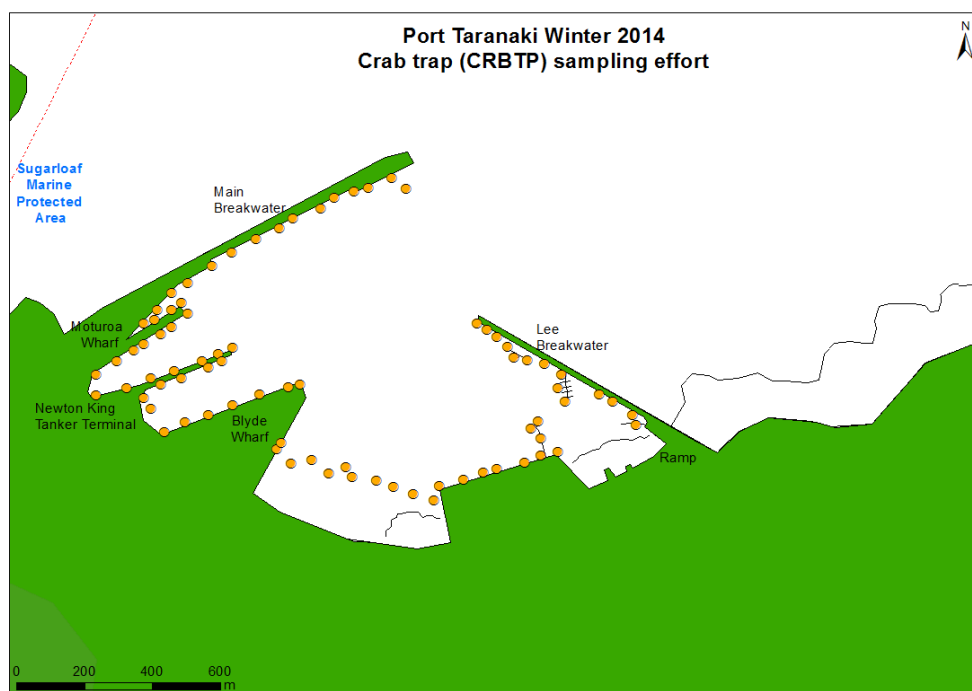 Port Taranaki Winter 2014
Crab trap (CRBTP) sampling effort
N
Sugarloaf
Marine
Protected
Area
Main
Breakwater
Moturoa
Wharf
Lee
Breakwater
Newton King
Tanker Terminal
Blyde
Wharf
Ramp
0 200 400 600
m